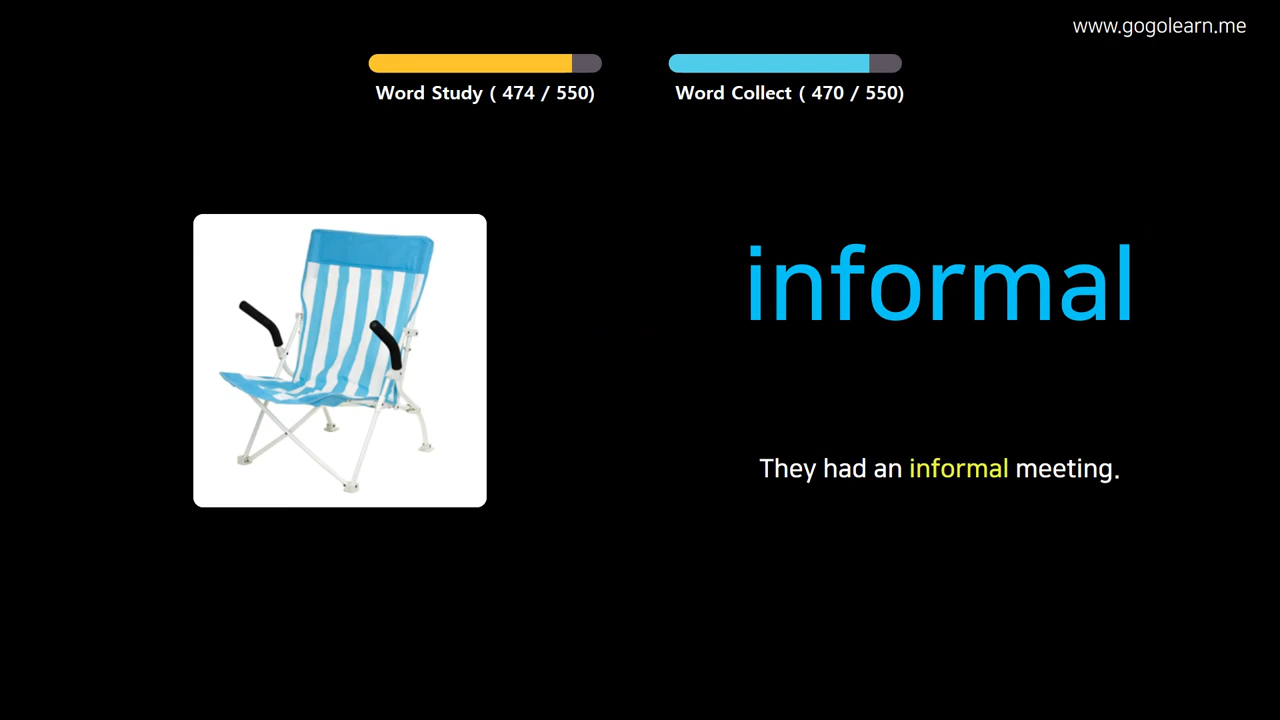 www.gogolearn.me
Word Study ( 474 / 550)
Word Collect ( 470 / 550)
informal
They had an informal meeting.